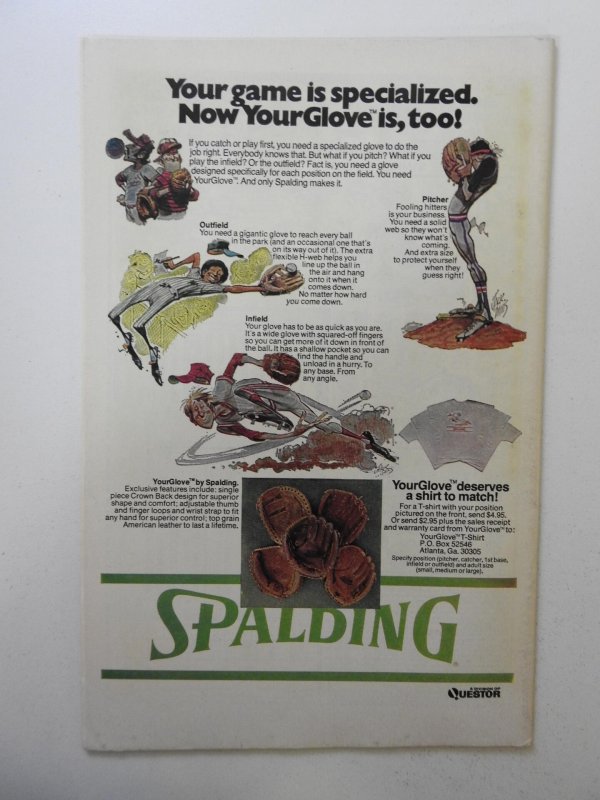 Your game is specialized.
Now YourGlove™ is, too!
If you catch or play first, you need a specialized glove to do the
job right. Everybody knows that. But what if you pitch? What if you
play the infield? Or the outfield? Fact is, you need a glove
designed specifically for each position on the field. You need
YourGlove™. And only Spalding makes it.
Pitcher
Fooling hitters
is your business.
You need a solid
web so they won't
know what's
coming.
And extra size
to protect yourself
when they
guess right!
Outfield
You need a gigantic glove to reach every ball
in the park (and an occasional one that's
on its way out of it). The extra
flexible H-web helps you
line up the ball in
the air and hang
onto it when it
comes down.
No matter how hard
you come down.
Infield
Your glove has to be as quick as you are.
It's a wide glove with squared-off fingers
so you can get more of it down in front of
the ball. It has a shallow pocket so you can
find the handle and
unload in a hurry. To
any base. From
any angle.
YourGlove™ by Spalding.
Exclusive features include: single
piece Crown Back design for superior
shape and comfort; adjustable thumb
and finger loops and wrist strap to fit
any hand for superior control; top grain
American leather to last a lifetime.
YourGlove™ deserves
a shirt to match!
For a T-shirt with your position
pictured on the front, send $4.95.
Or send $2.95 plus the sales receipt
and warranty card from YourGlove™ to:
YourGlove™ T-Shirt
P.O. Box 52546
Atlanta, Ga. 30305
Specify position (pitcher, catcher, 1st base,
infield or outfield) and adult size
(small, medium or large).
SPALDING®
A DIVISION OF
QUESTOR